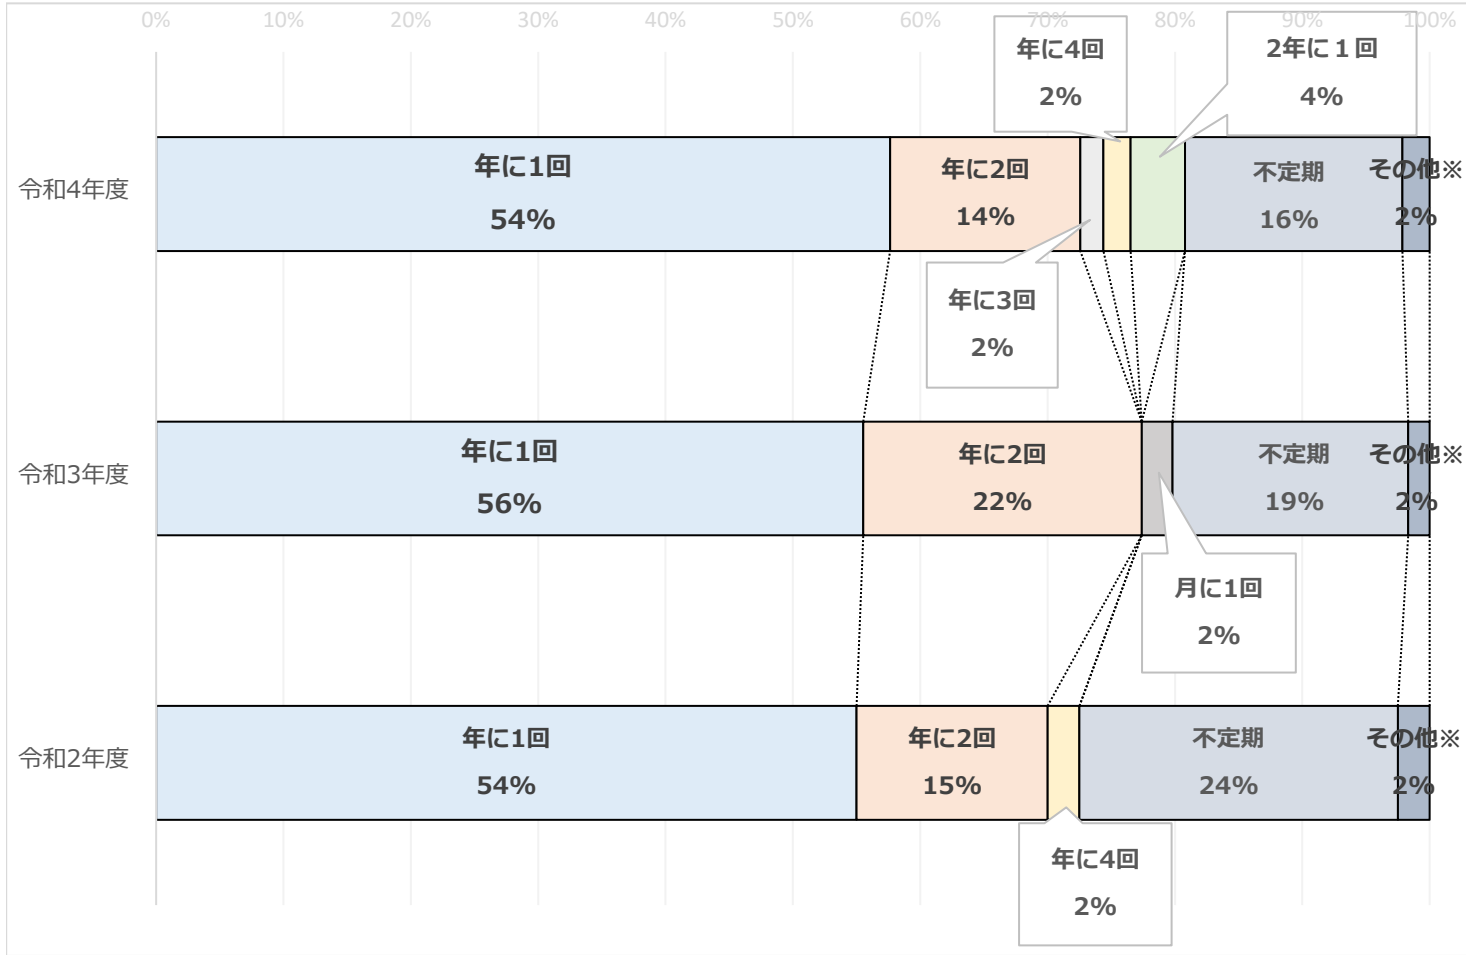 0% 10% 20% 30% 40% 50% 60% 70% 80% 90% 100%
年に4回
2%
2年に１回
4%
令和4年度
年に1回
54%
年に2回
14%
不定期
16%
その他※
2%
年に3回
2%
令和3年度
年に1回
56%
年に2回
22%
不定期
19%
その他※
2%
月に1回
2%
令和2年度
年に1回
54%
年に2回
15%
不定期
24%
その他※
2%
年に4回
2%